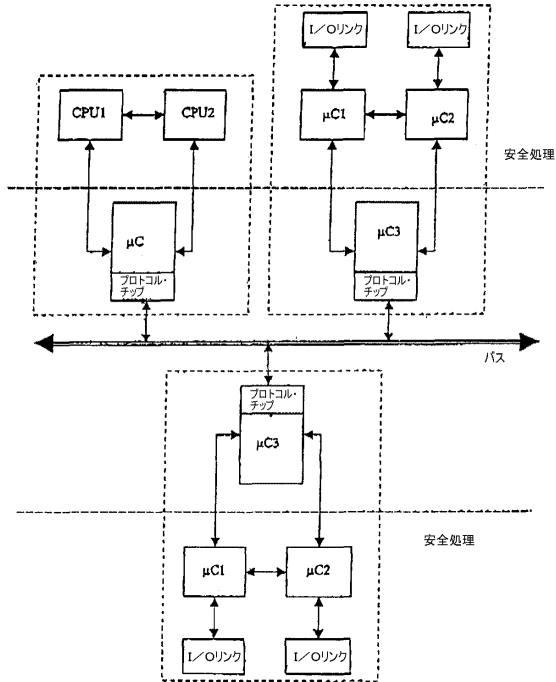 I／Oリンク
I／Oリンク
CPU1
CPU2
μC1
μC2
安全処理
μC
プロトコル・
チップ
μC3
プロトコル・
チップ
バス
プロトコル・
チップ
μC3
安全処理
μC1
μC2
I／Oリンク
I／Oリンク